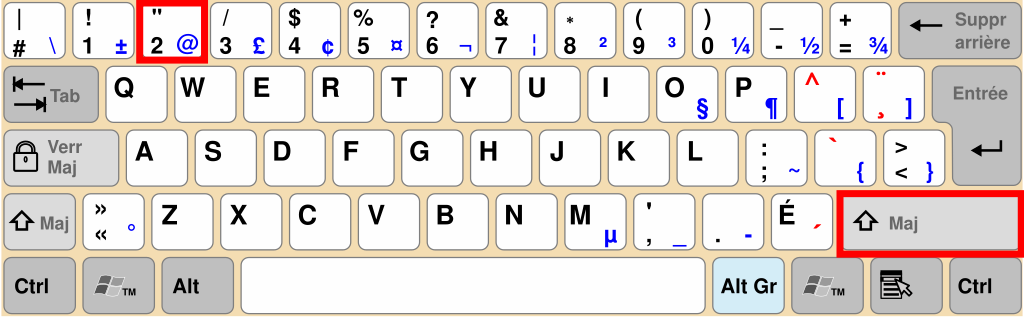 | # \ ! 1 ± " 2 @ / 3 £ $ 4 ¢ % 5 ¤ ? 6 ¬ & 7 ¦ * 8 ² ( 9 ³ ) 0 ¼ _ - ½ + = ¾ Suppr arrière
Tab Q W E R T Y U I O § P ¶ ^ [ ¨ ¸ ] Entrée
Verr Maj A S D F G H J K L : ; ~ ` { > < }
Maj » « ° Z X C V B N M µ ' , _ . - É ´ Maj
Ctrl TM Alt Alt Gr TM Ctrl